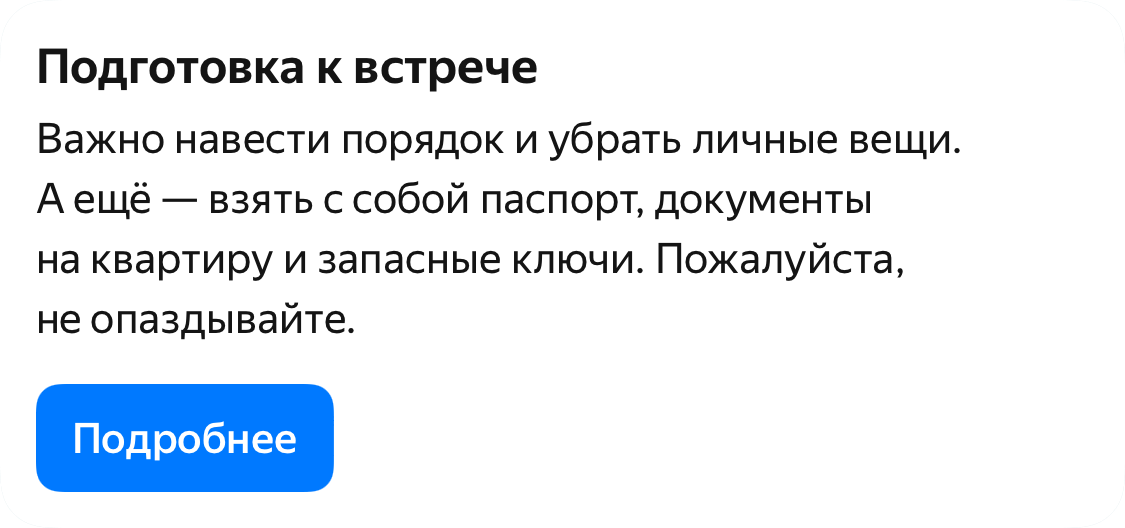 Подготовка к встрече
Важно навести порядок и убрать личные вещи.
А ещё — взять с собой паспорт, документы
на квартиру и запасные ключи. Пожалуйста,
не опаздывайте.
Подробнее